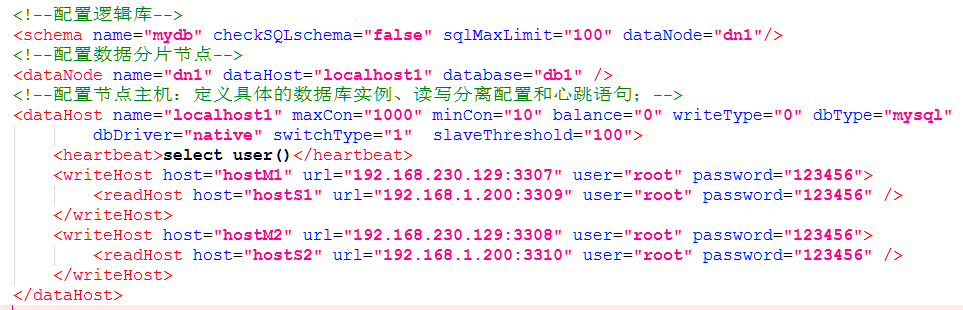 <!--配置逻辑库-->
<schema name="mydb" checkSQLschema="false" sqlMaxLimit="100" dataNode="dn1"/>
<!--配置数据分片节点-->
<dataNode name="dn1" dataHost="localhost1" database="db1" />
<!--配置节点主机：定义具体的数据库实例、读写分离配置和心跳语句；-->
<dataHost name="localhost1" maxCon="1000" minCon="10" balance="0" writeType="0" dbType="mysql"
dbDriver="native" switchType="1"  slaveThreshold="100">
<heartbeat>select user()</heartbeat>
<writeHost host="hostM1" url="192.168.230.129:3307" user="root" password="123456">
<readHost host="hostS1" url="192.168.1.200:3309" user="root" password="123456" />
</writeHost>
<writeHost host="hostM2" url="192.168.230.129:3308" user="root" password="123456">
<readHost host="hostS2" url="192.168.1.200:3310" user="root" password="123456" />
</writeHost>
</dataHost>